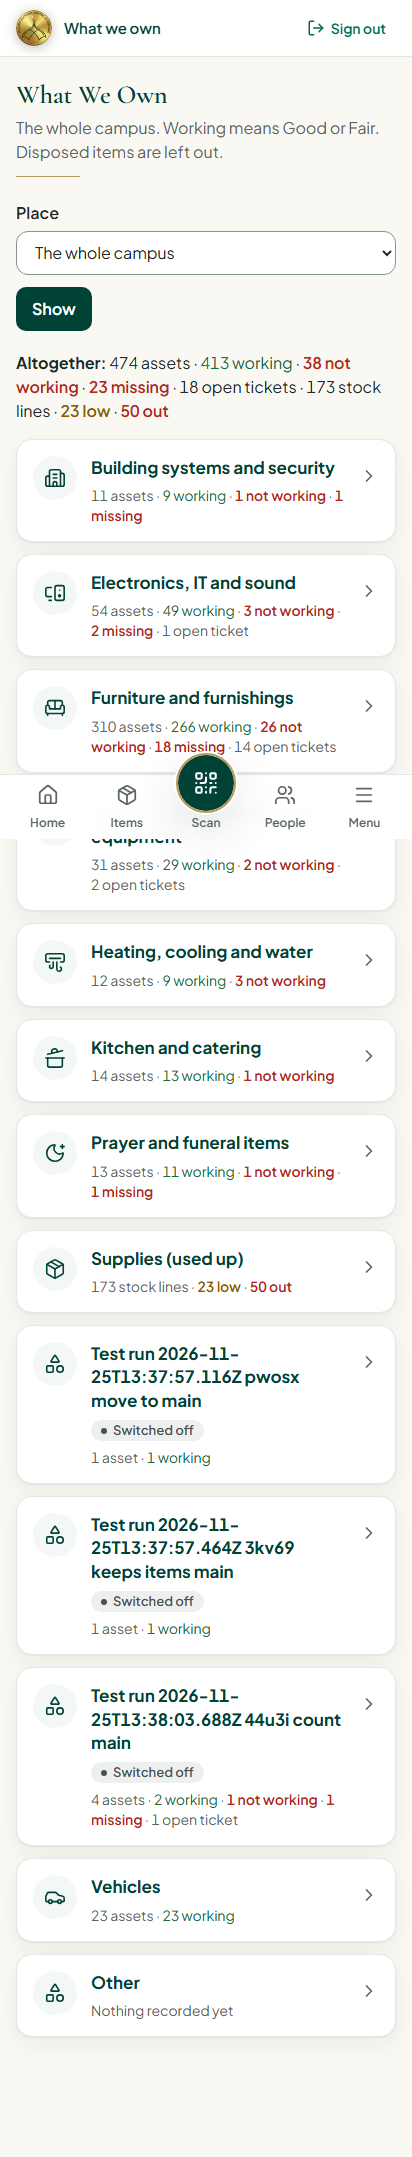 What we own
Sign out
What We Own
The whole campus. Working means Good or Fair.
Disposed items are left out.
Place
The whole campus
Show
Altogether: 474 assets · 413 working · 38 not
working · 23 missing · 18 open tickets · 173 stock
lines · 23 low · 50 out
Building systems and security
11 assets · 9 working · 1 not working · 1
missing
Electronics, IT and sound
54 assets · 49 working · 3 not working ·
2 missing · 1 open ticket
Furniture and furnishings
310 assets · 266 working · 26 not
working · 18 missing · 14 open tickets
Home
Items
Scan
People
Menu
equipment
31 assets · 29 working · 2 not working ·
2 open tickets
Heating, cooling and water
12 assets · 9 working · 3 not working
Kitchen and catering
14 assets · 13 working · 1 not working
Prayer and funeral items
13 assets · 11 working · 1 not working ·
1 missing
Supplies (used up)
173 stock lines · 23 low · 50 out
Test run 2026-11-
25T13:37:57.116Z pwosx
move to main
Switched off
1 asset · 1 working
Test run 2026-11-
25T13:37:57.464Z 3kv69
keeps items main
Switched off
1 asset · 1 working
Test run 2026-11-
25T13:38:03.688Z 44u3i count
main
Switched off
4 assets · 2 working · 1 not working · 1
missing · 1 open ticket
Vehicles
23 assets · 23 working
Other
Nothing recorded yet